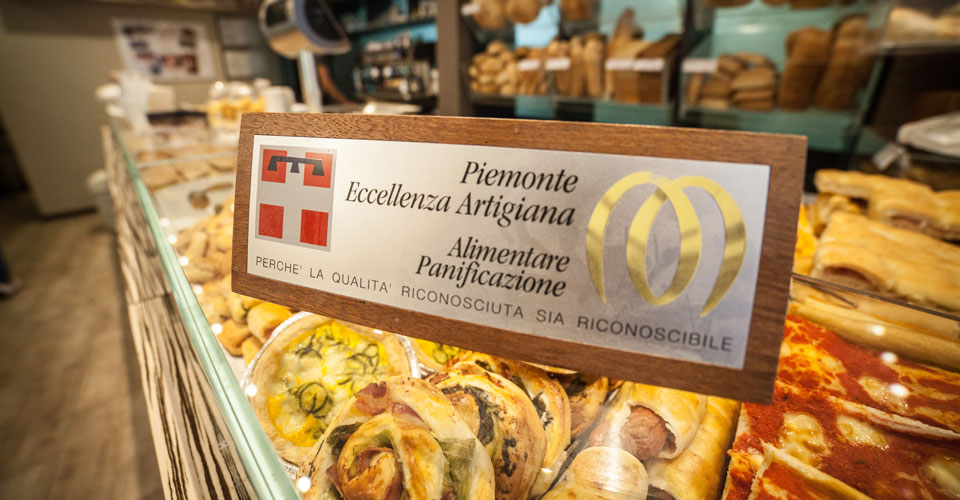 Piemonte
Eccellenza Artigiana
Alimentare
Panificazione
PERCHE' LA QUALITA' RICONOSCIUTA SIA RICONOSCIBILE